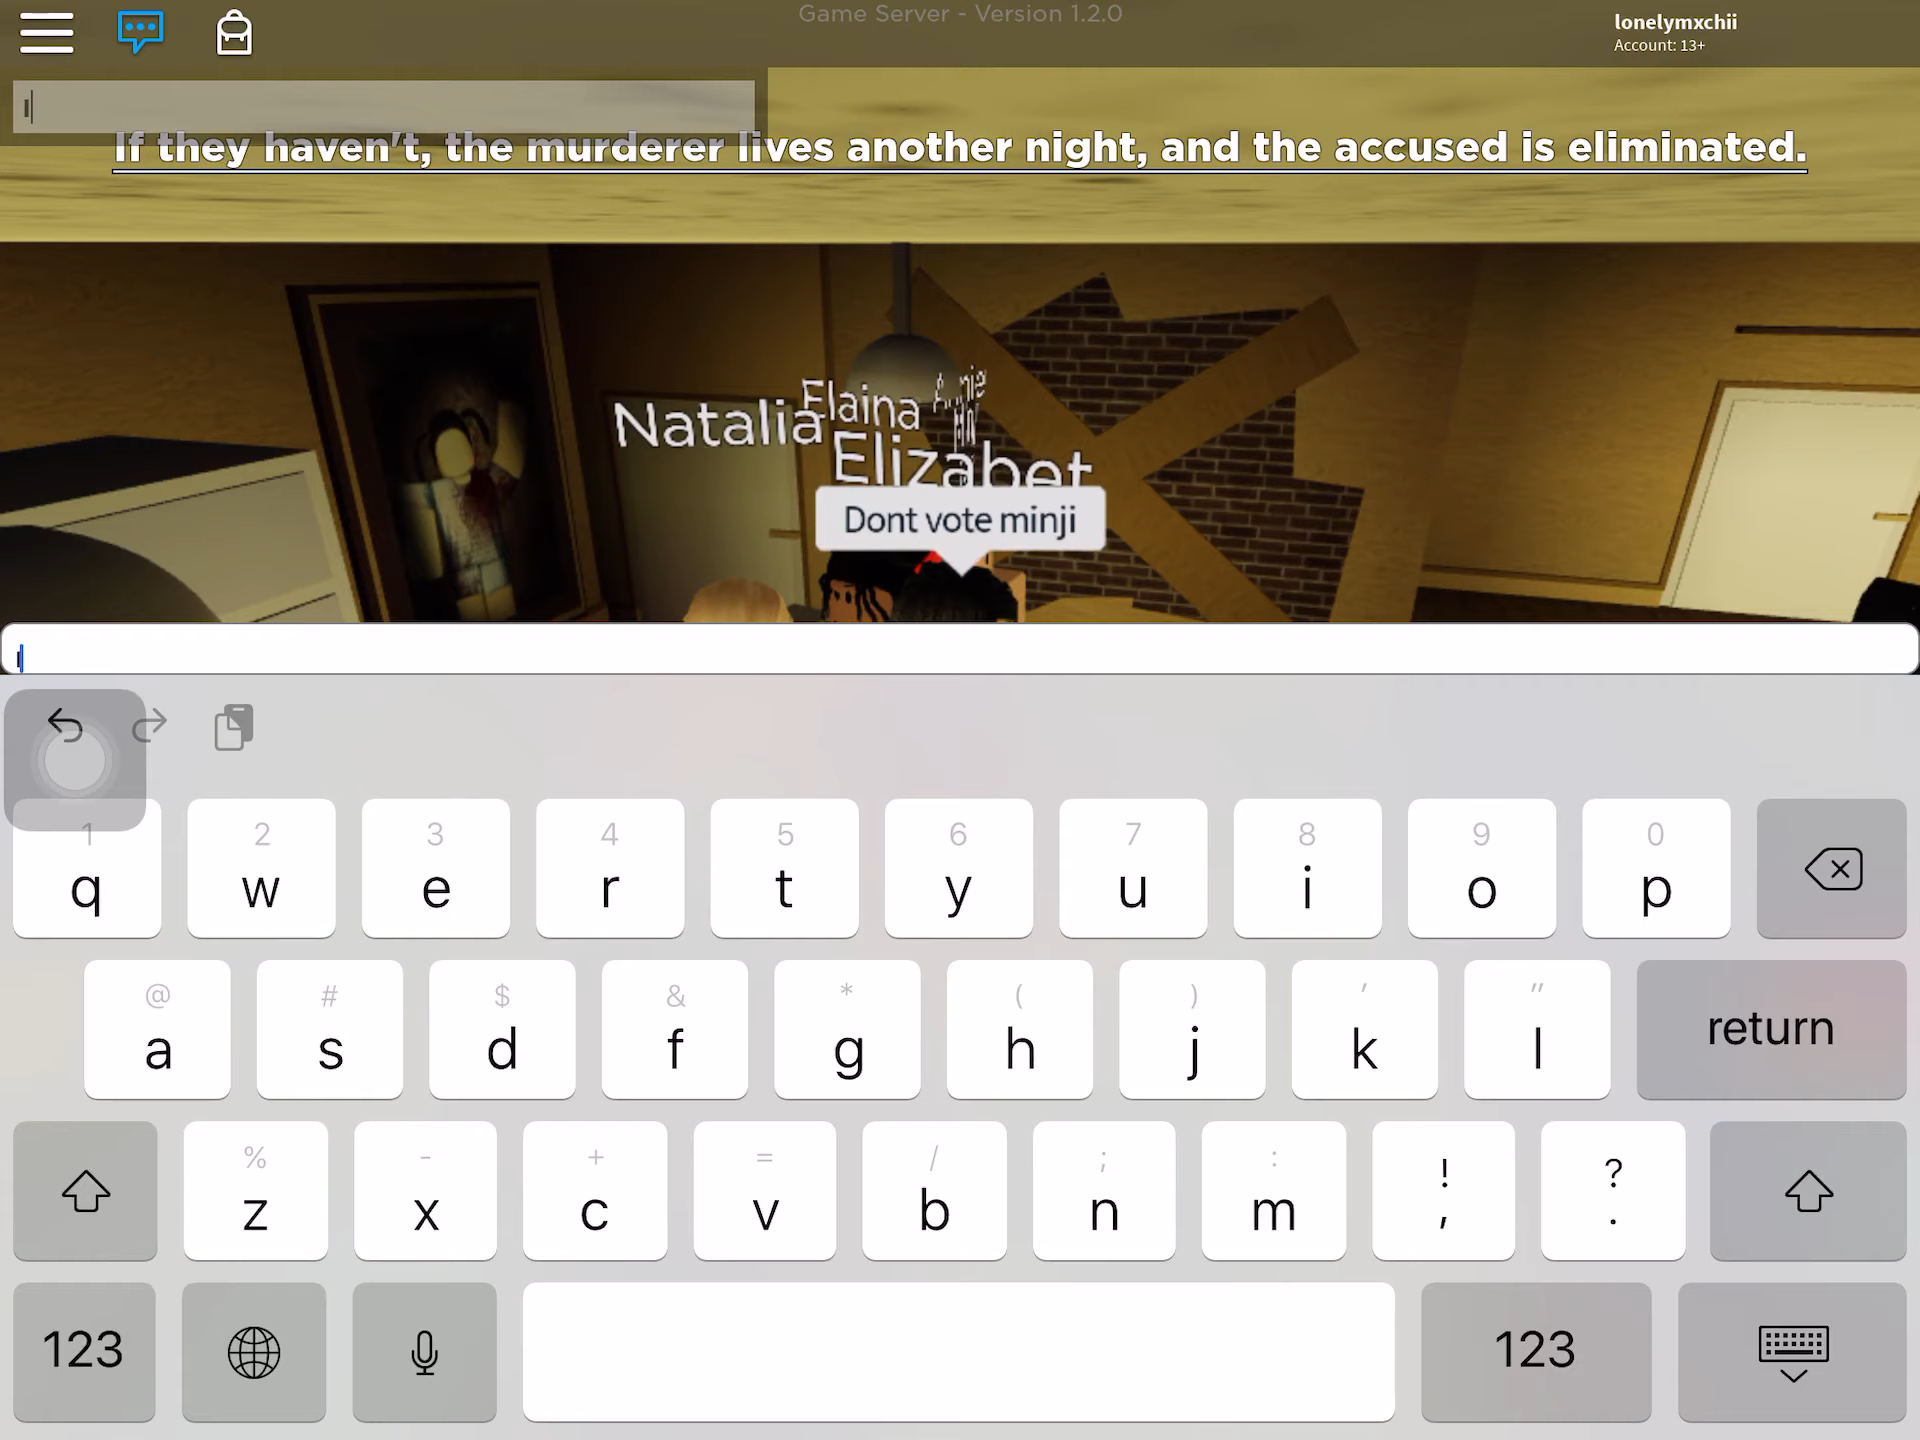 Game Server - Version 1.2.0
lonelymxchii
Account: 13+
If they haven't, the murderer lives another night, and the accused is eliminated.
Natalia
Elaina
Elizabet
Dont vote minji
1 2 3 4 5 6 7 8 9 0
q w e r t y u i o p
@ # $ & * ( ) ' "
a s d f g h j k l return
% - + = / ; : ! ?
z x c v b n m , .
123 123